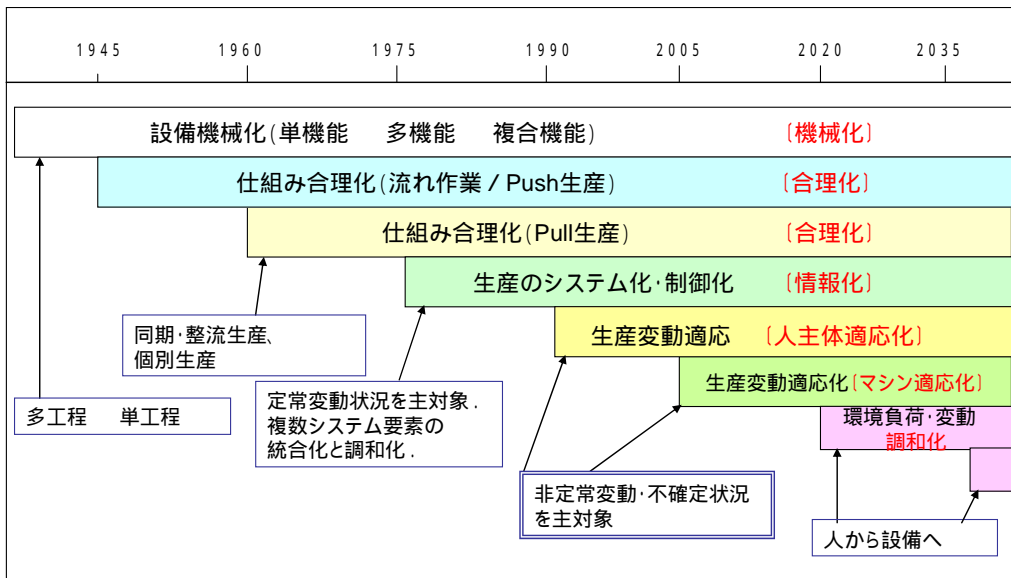 1945 1960 1975 1990 2005 2020 2035
設備機械化(単機能 多機能 複合機能) 〔機械化〕
仕組み合理化(流れ作業 / Push生産) 〔合理化〕
仕組み合理化(Pull生産) 〔合理化〕
生産のシステム化・制御化 〔情報化〕
同期・整流生産、
個別生産
生産変動適応 〔人主体適応化〕
生産変動適応化〔マシン適応化〕
定常変動状況を主対象.
複数システム要素の
統合化と調和化.
多工程 単工程
環境負荷・変動
調和化
非定常変動・不確定状況
を主対象
人から設備へ